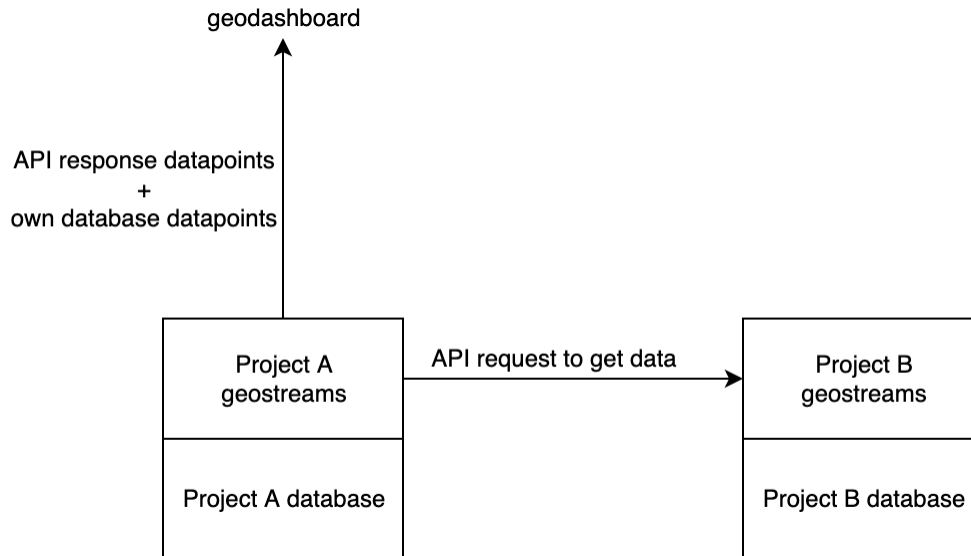 geodashboard
API response datapoints
+
own database datapoints
Project A
geostreams
API request to get data
Project B
geostreams
Project A database
Project B database